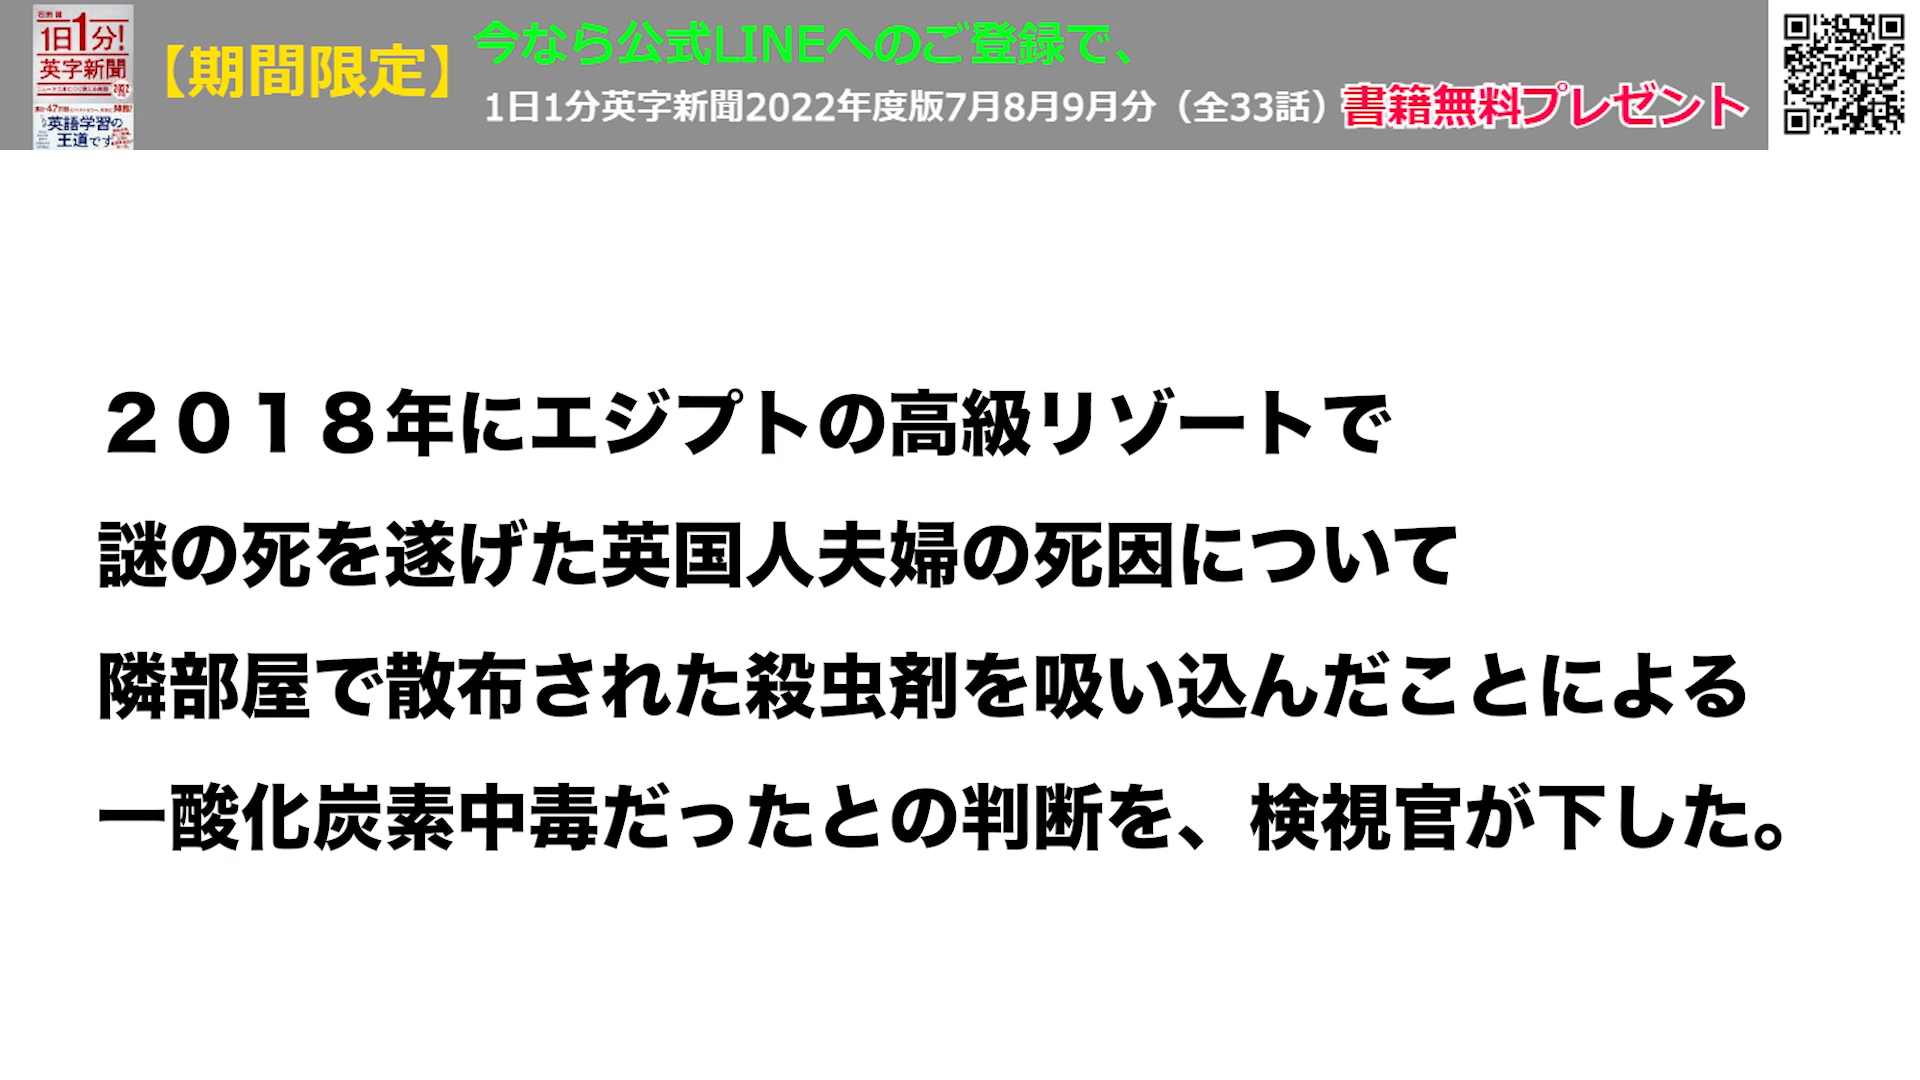 石田 健
1日1分!
英字新聞
2022
英語学習の
王道です
【期間限定】
今なら公式LINEへのご登録で、
1日1分英字新聞2022年度版7月8月9月分（全33話）書籍無料プレゼント
２０１８年にエジプトの高級リゾートで
謎の死を遂げた英国人夫婦の死因について
隣部屋で散布された殺虫剤を吸い込んだことによる
一酸化炭素中毒だったとの判断を、検視官が下した。